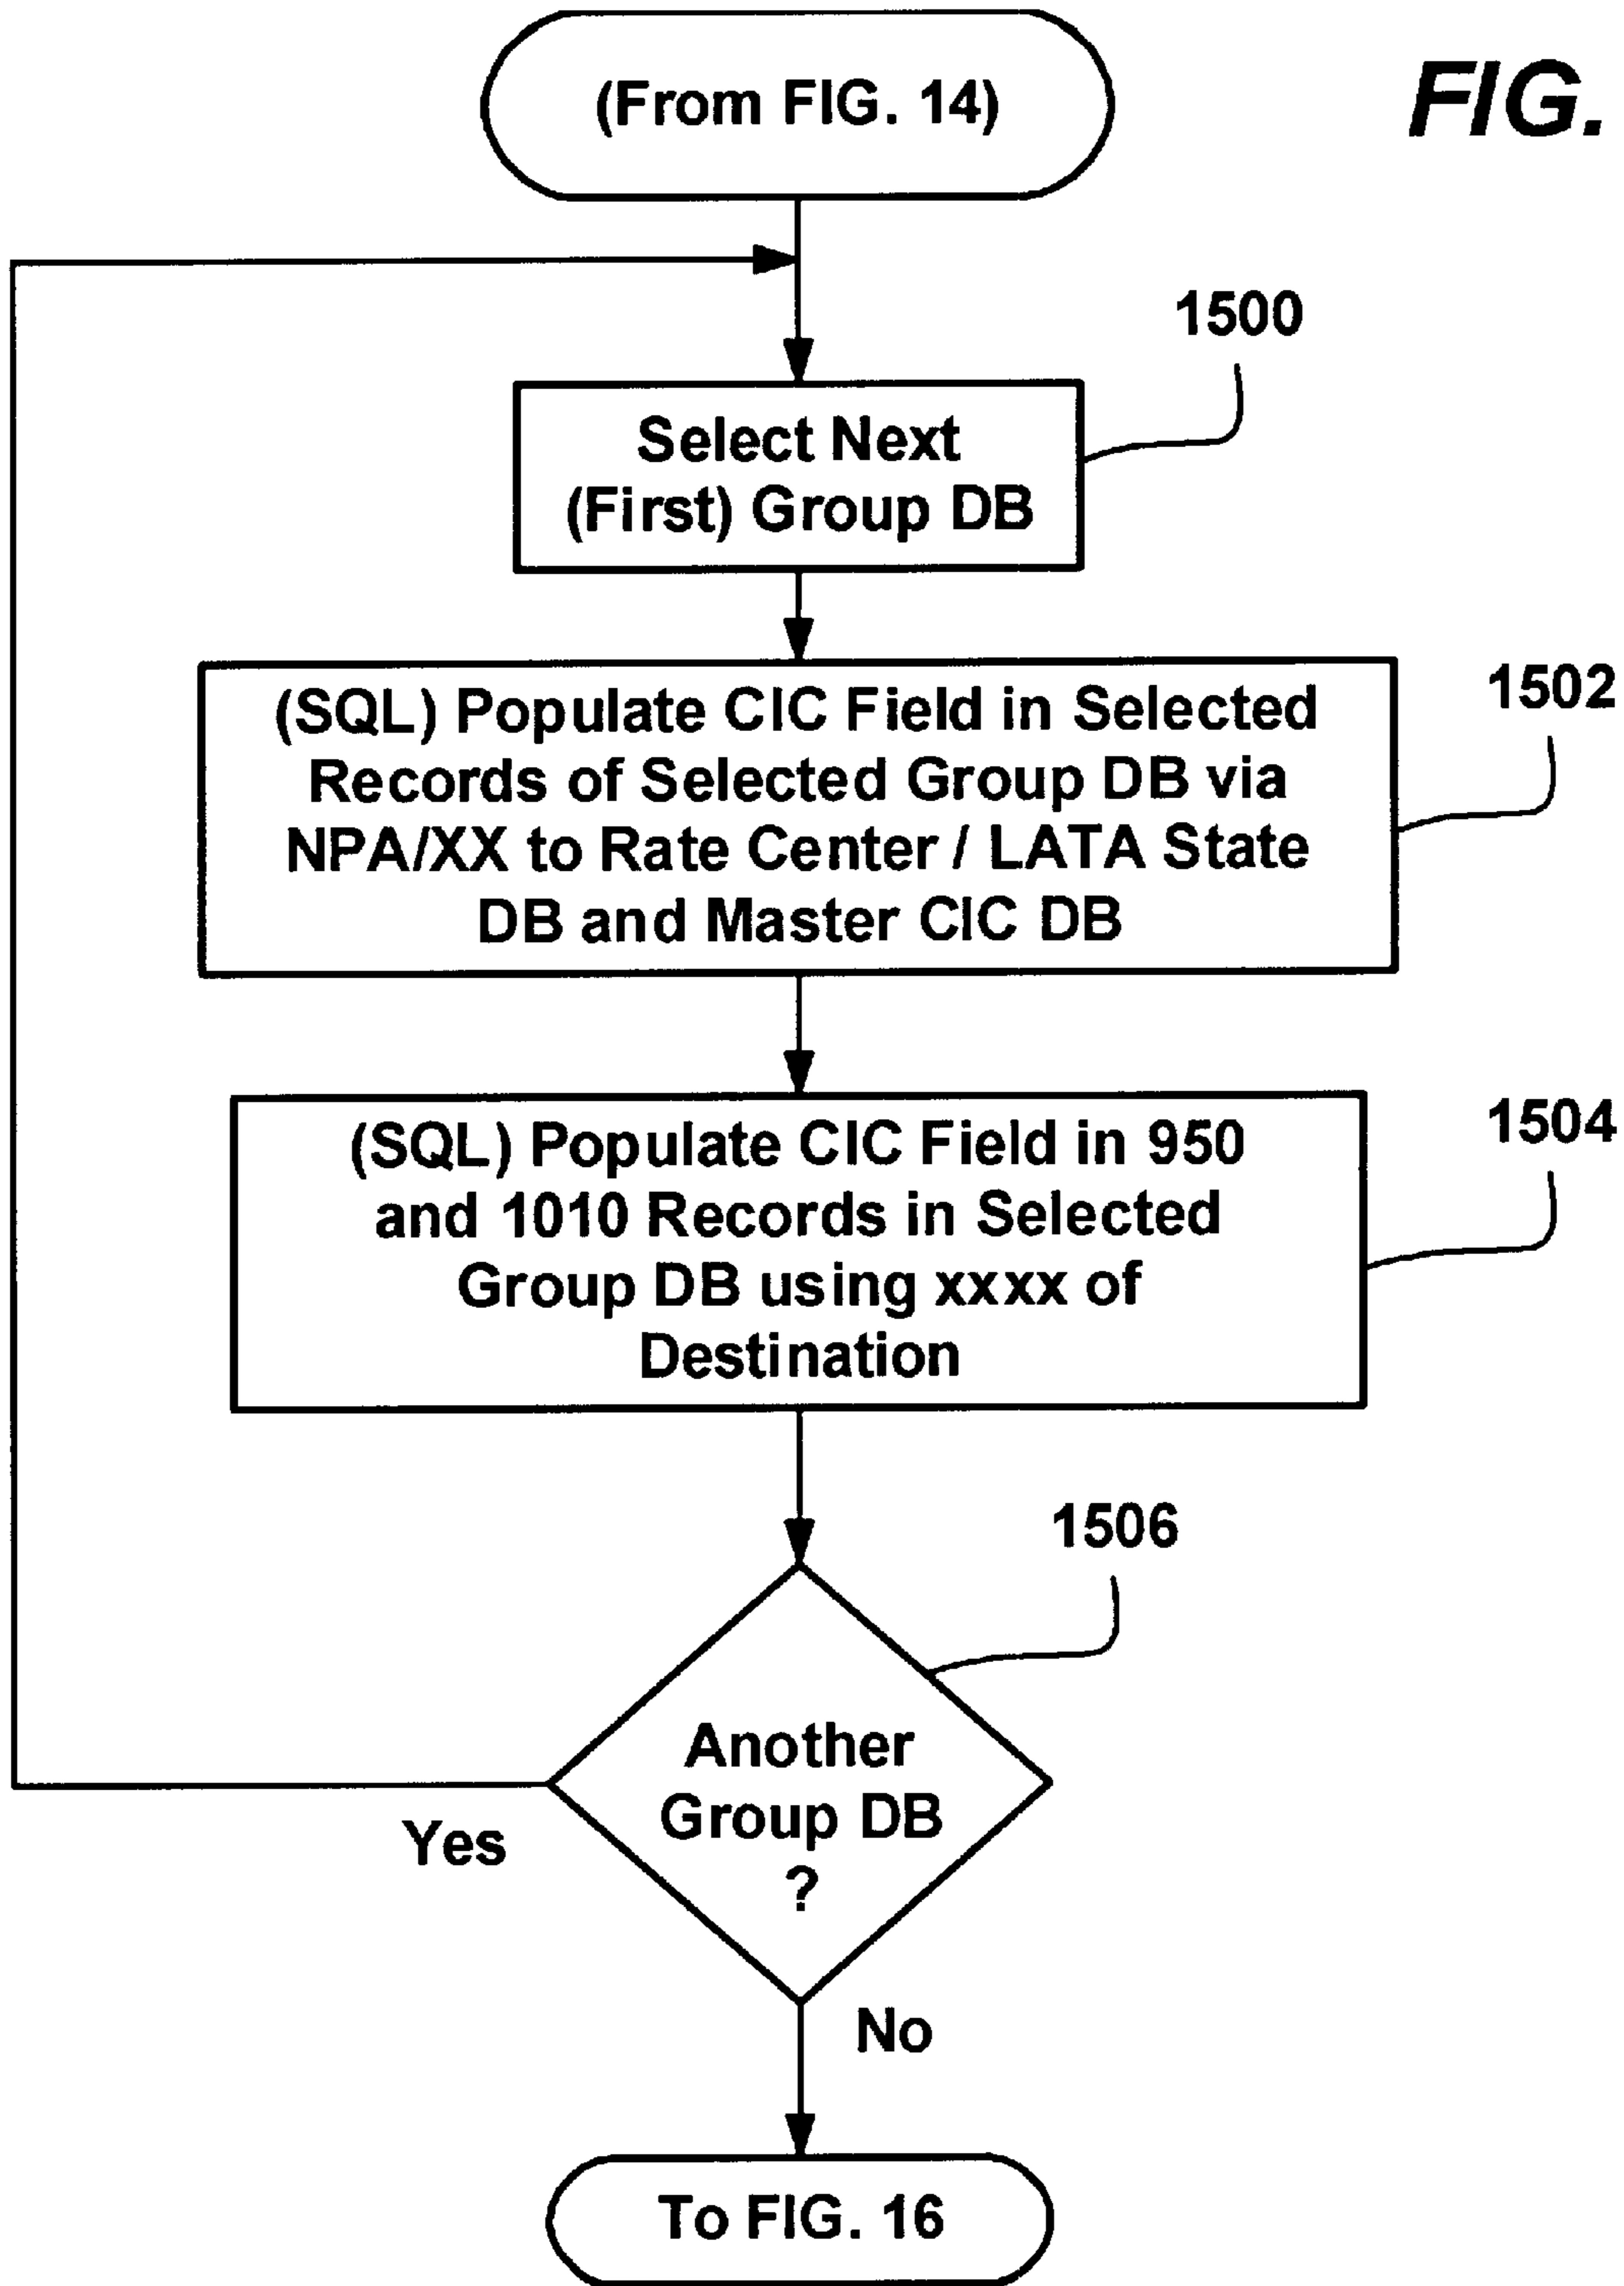 (From FIG. 14)
FIG.
1500
Select Next
(First) Group DB
1502
(SQL) Populate CIC Field in Selected
Records of Selected Group DB via
NPA/XX to Rate Center / LATA State
DB and Master CIC DB
1504
(SQL) Populate CIC Field in 950
and 1010 Records in Selected
Group DB using xxxx of
Destination
1506
Another
Group DB
?
Yes
No
To FIG. 16